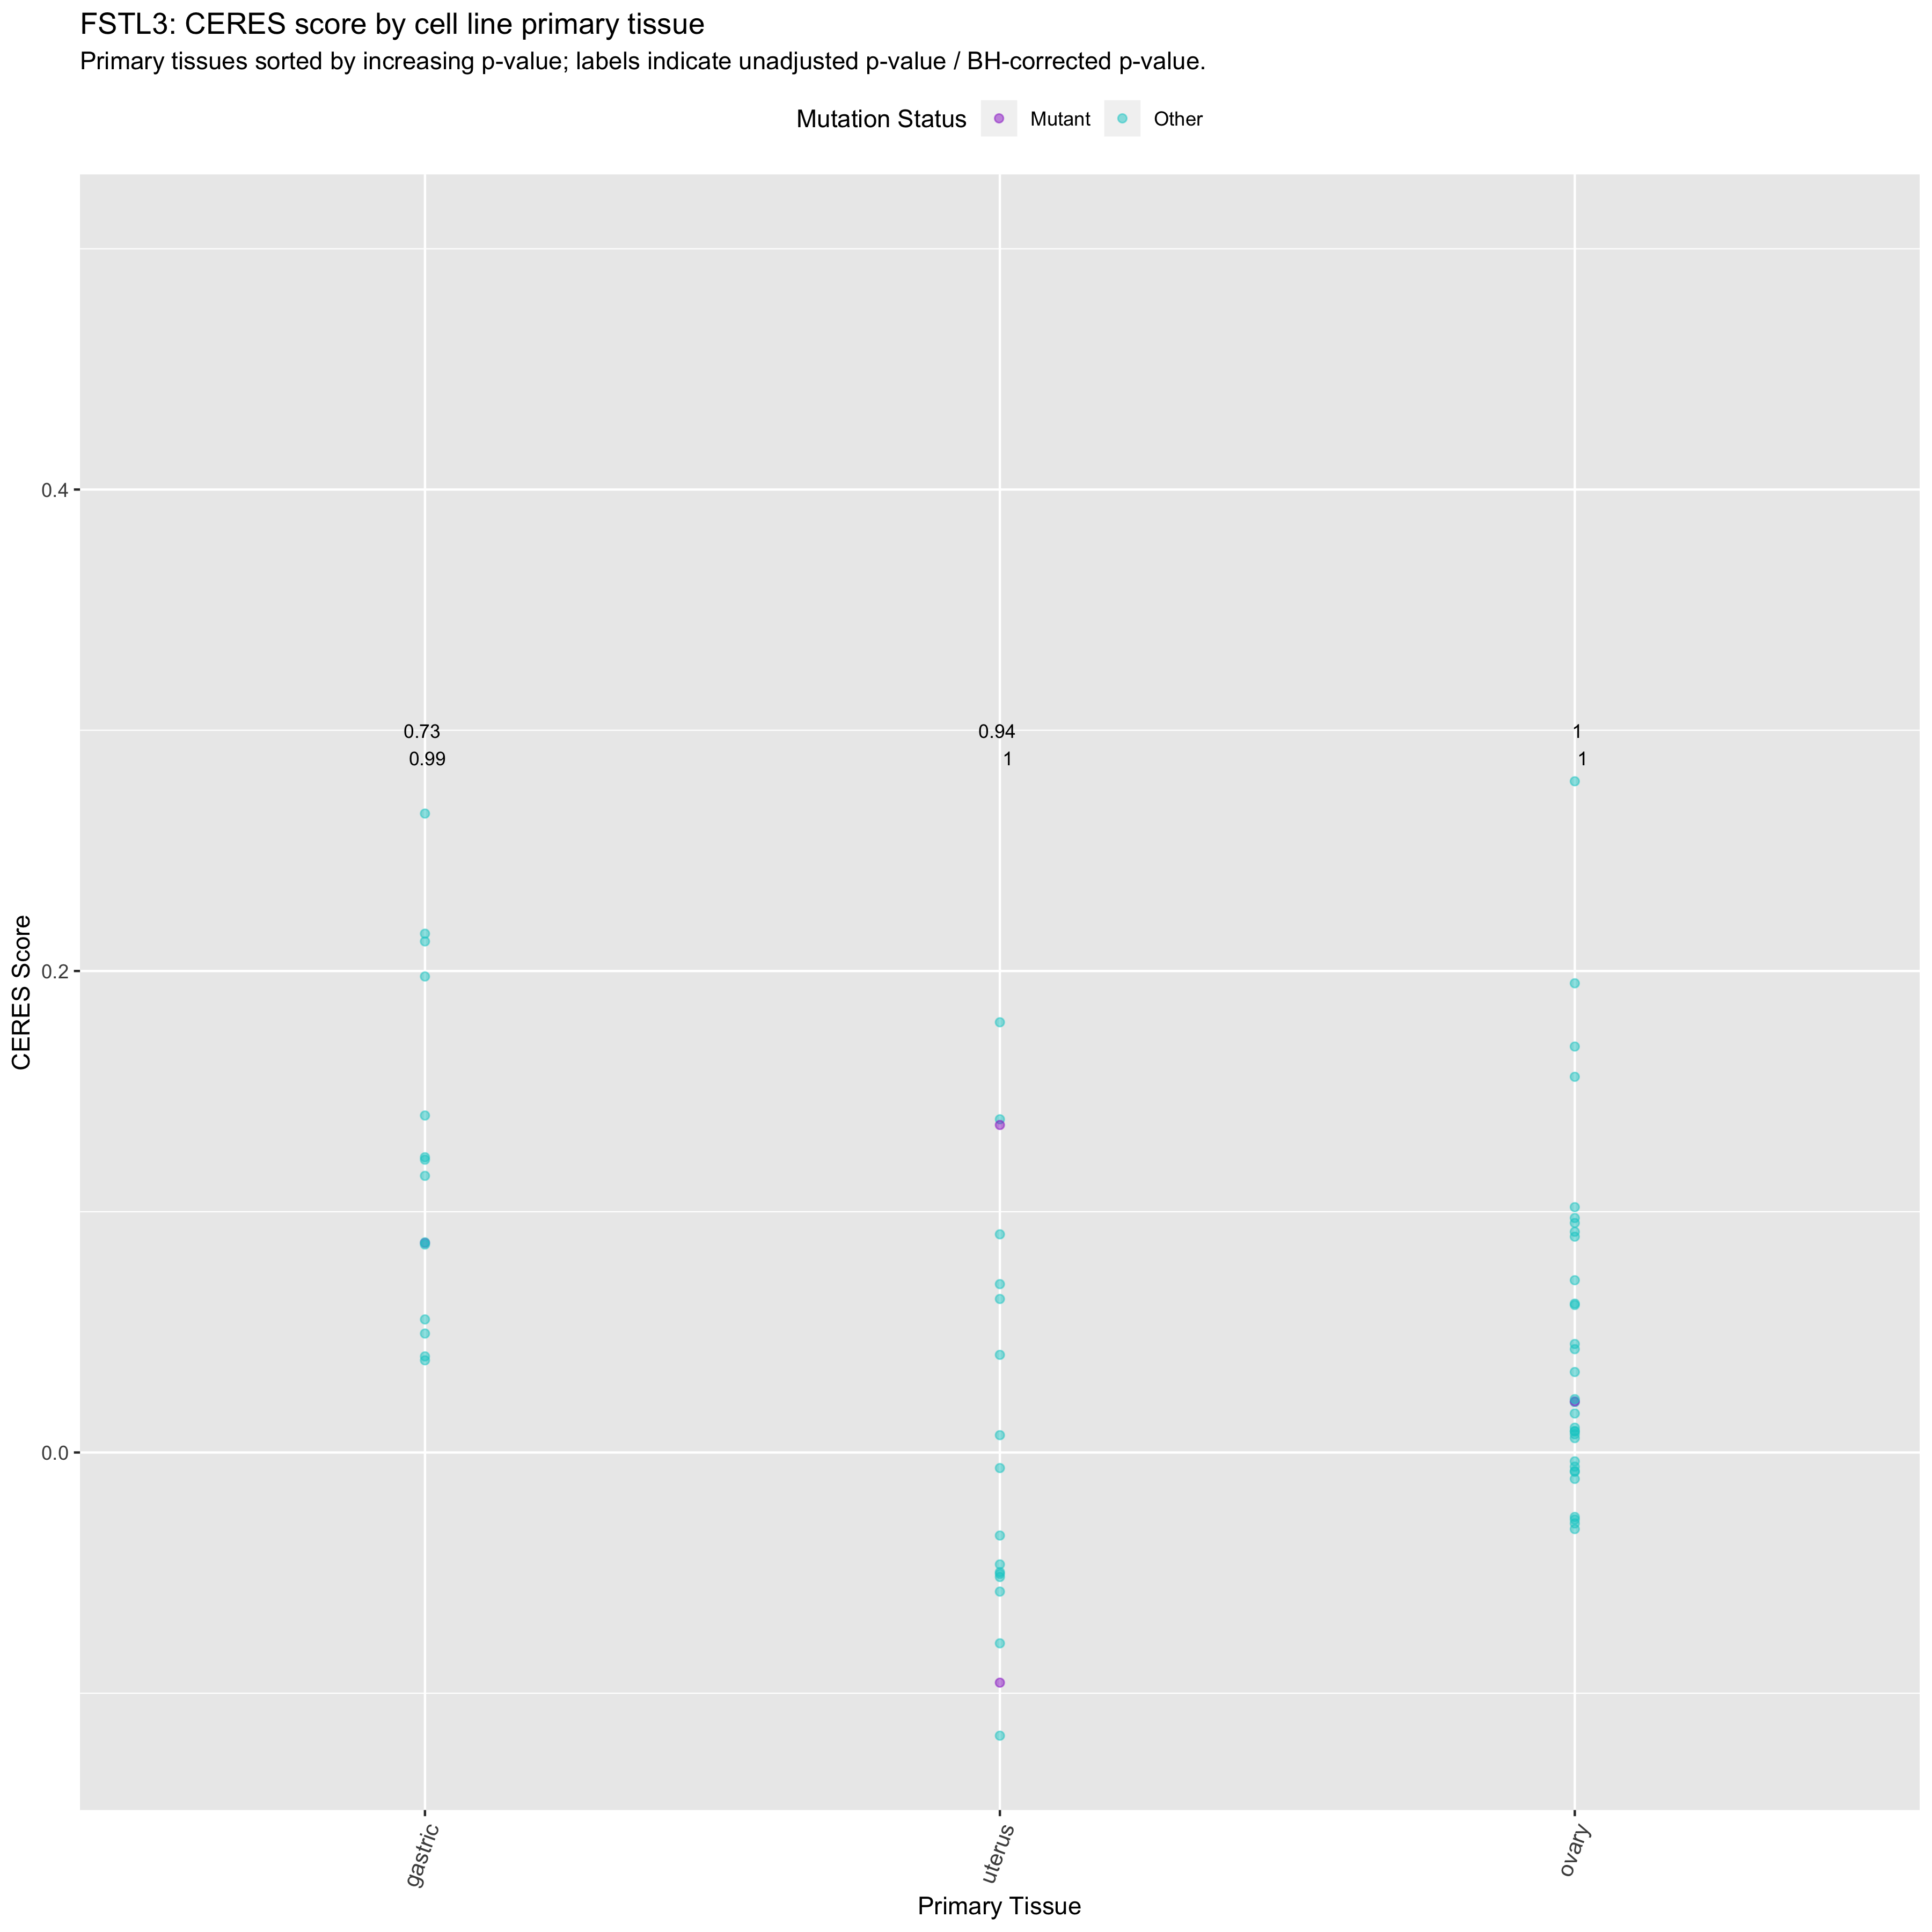 FSTL3: CERES score by cell line primary tissue
Primary tissues sorted by increasing p-value; labels indicate unadjusted p-value / BH-corrected p-value.
Mutation Status Mutant Other
0.4
0.73 0.94 1
0.99 1 1
0.2
0.0
CERES Score
gastric uterus ovary
Primary Tissue